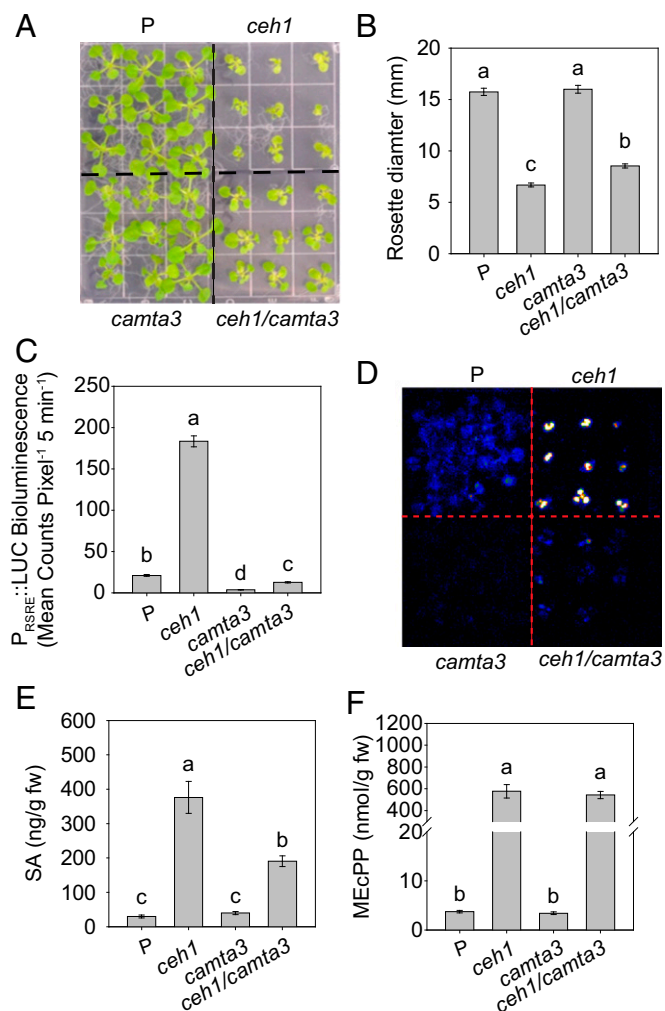 A
P
ceh1
camta3
ceh1/camta3
B
Rosette diamter (mm)
20
15
10
5
0
a
c
a
b
P
ceh1
camta3
ceh1/camta3
C
P_RSRE::LUC Bioluminescence
(Mean Counts Pixel⁻¹ 5 min⁻¹)
250
200
150
100
50
0
b
a
d
c
P
ceh1
camta3
ceh1/camta3
D
P
ceh1
camta3
ceh1/camta3
E
SA (ng/g fw)
600
500
400
300
200
100
0
c
a
c
b
P
ceh1
camta3
ceh1/camta3
F
MEcPP (nmol/g fw)
1200
1000
800
600
400
20
10
5
0
b
a
b
a
P
ceh1
camta3
ceh1/camta3